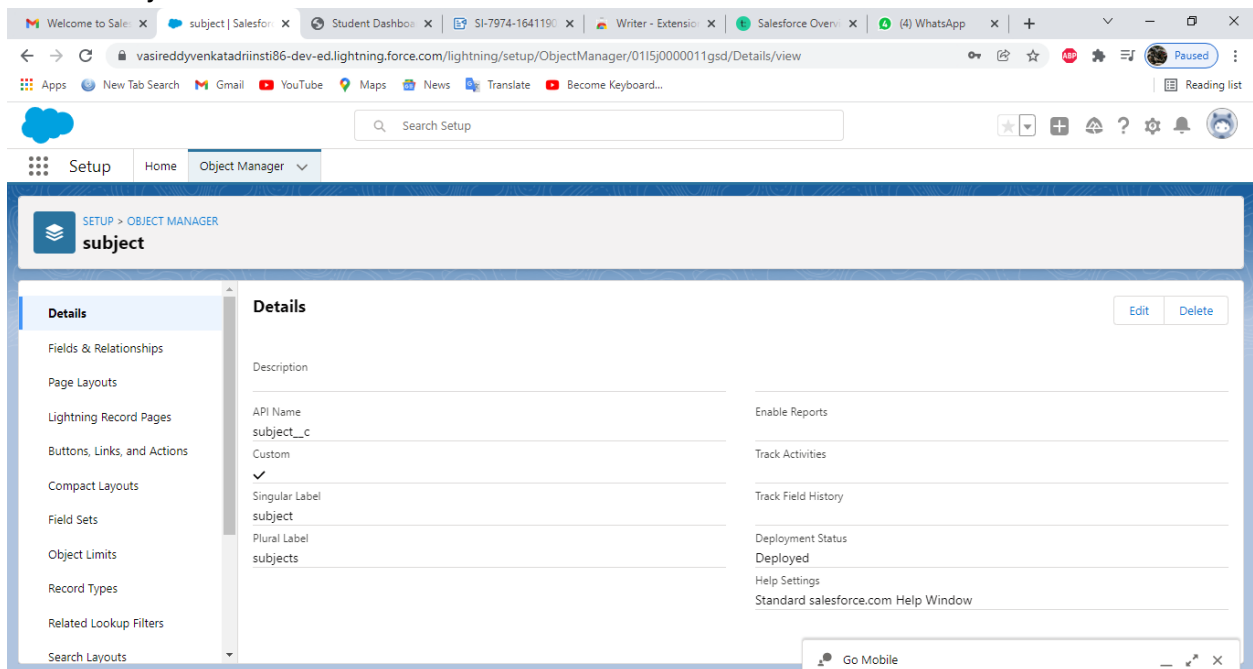 Welcome to Sale
subject | Salesfor
Student Dashboa
SI-7974-1641190
Writer - Extensio
Salesforce Overv
(4) WhatsApp
vasireddyvenkatadriinsti86-dev-ed.lightning.force.com/lightning/setup/ObjectManager/01I5j0000011gsd/Details/view
ABP
Paused
Apps New Tab Search Gmail YouTube Maps News Translate Become Keyboard...
Reading list
Search Setup
Setup Home Object Manager
SETUP > OBJECT MANAGER
subject
Details
Fields & Relationships
Page Layouts
Lightning Record Pages
Buttons, Links, and Actions
Compact Layouts
Field Sets
Object Limits
Record Types
Related Lookup Filters
Search Layouts
Details
Edit Delete
Description
API Name
subject__c
Custom
Singular Label
subject
Plural Label
subjects
Enable Reports
Track Activities
Track Field History
Deployment Status
Deployed
Help Settings
Standard salesforce.com Help Window
Go Mobile